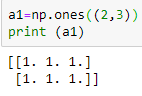 a1=np.ones((2,3))
print (a1)
[[1. 1. 1.]
 [1. 1. 1.]]